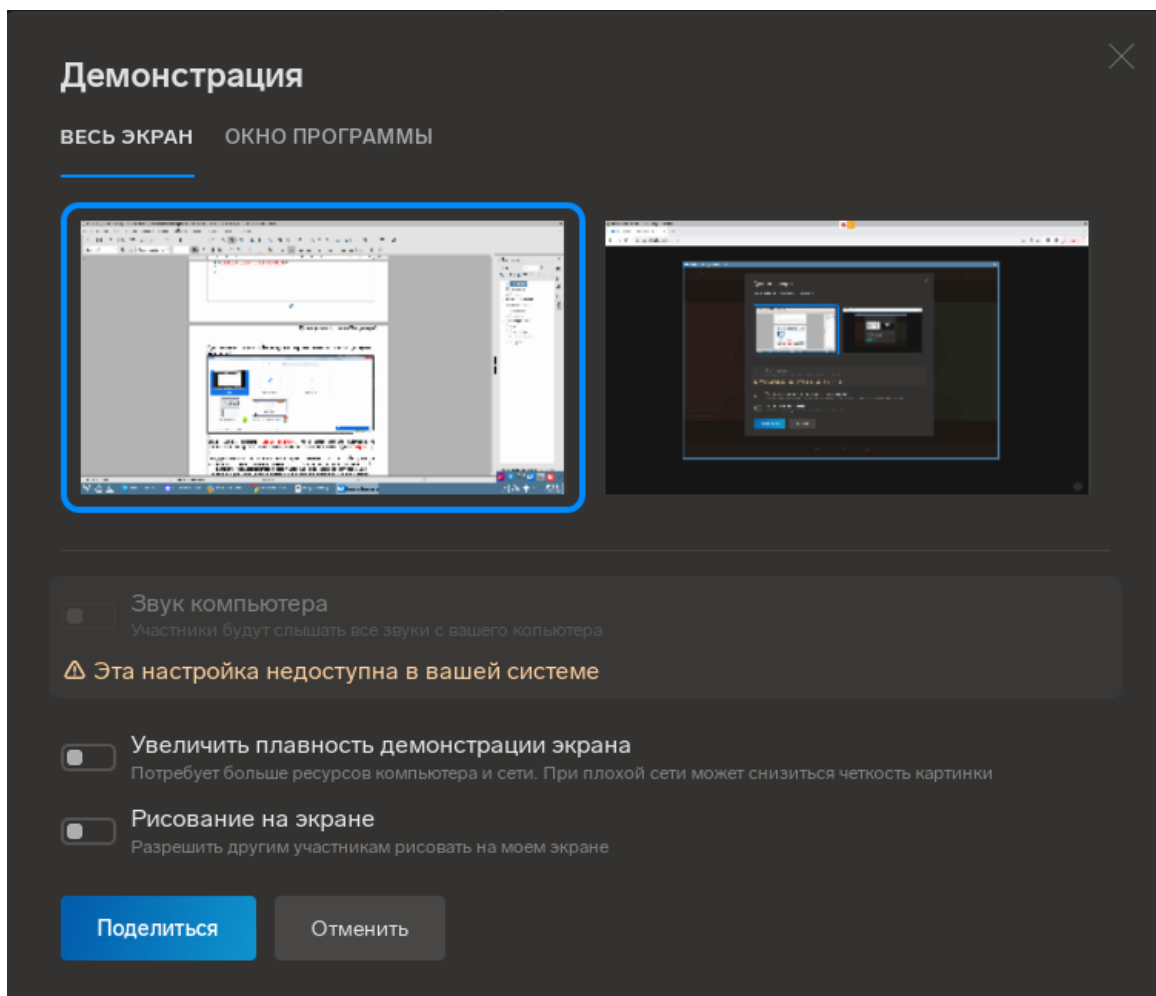 Демонстрация
ВЕСЬ ЭКРАН ОКНО ПРОГРАММЫ
Звук компьютера
Участники будут слышать все звуки с вашего копьютера
Эта настройка недоступна в вашей системе
Увеличить плавность демонстрации экрана
Потребует больше ресурсов компьютера и сети. При плохой сети может снизиться четкость картинки
Рисование на экране
Разрешить другим участникам рисовать на моем экране
Поделиться Отменить